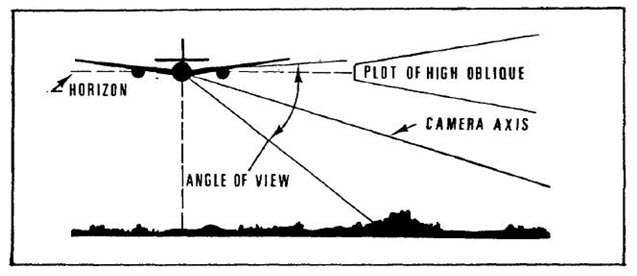 PLOT OF HIGH OBLIQUE
HORIZON
CAMERA AXIS
ANGLE OF VIEW